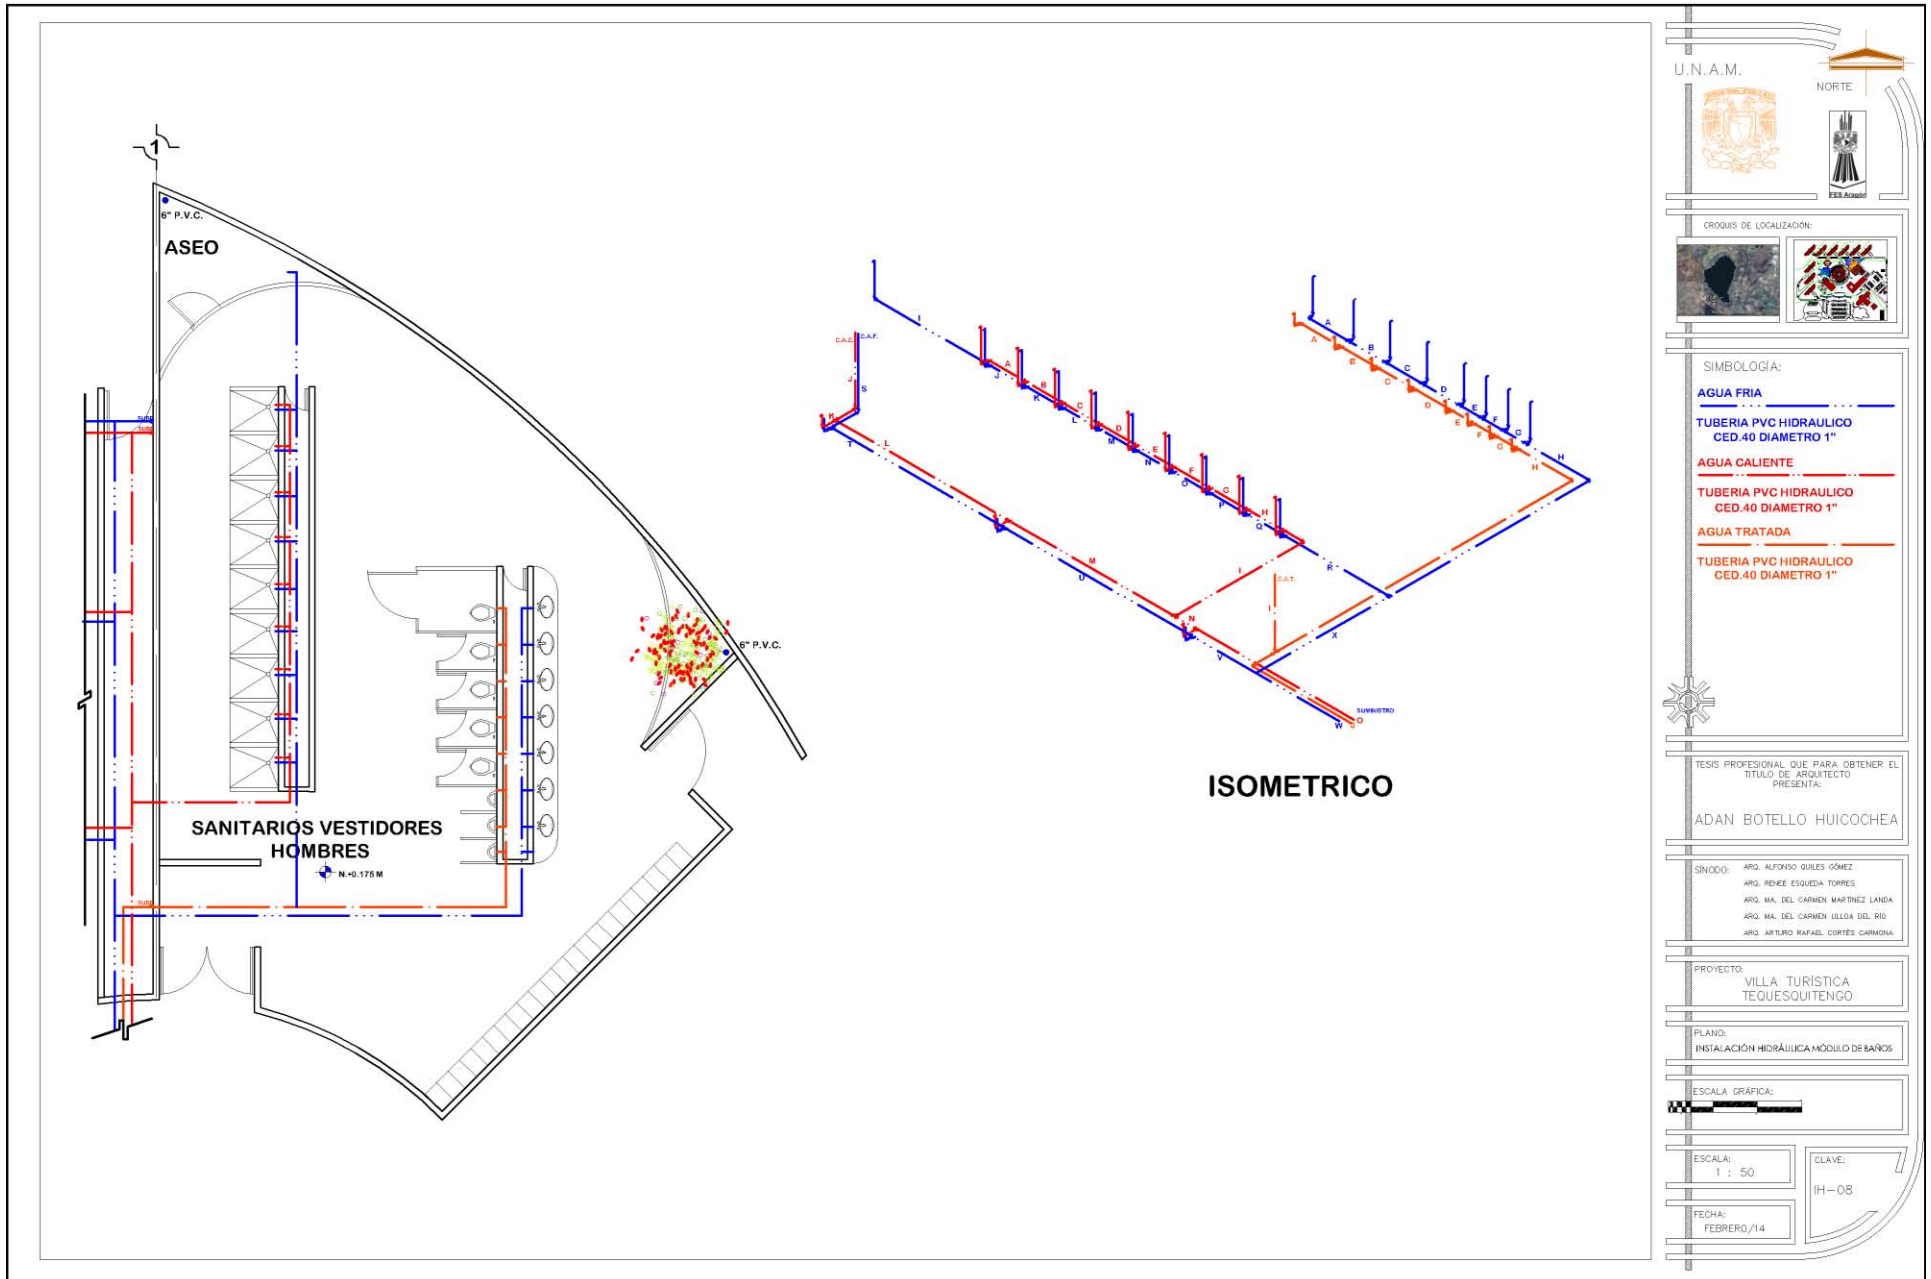 1
6" P.V.C.
ASEO
SUBE
SUBE
6" P.V.C.
SANITARIOS VESTIDORES
HOMBRES
N.+0.175 M
SUBE
I
C.A.C.
C.A.F.
J
S
K
T
L
M
U
N
V
A
B
C
D
E
F
G
H
J
K
L
M
N
O
P
Q
R
I
C.A.T.
I
X
A
B
C
D
E
F
G
H
A
B
C
D
E
F
G
H
SUMINISTRO
W
J
O
ISOMETRICO
U.N.A.M.
NORTE
FES Aragón
CROQUIS DE LOCALIZACIÓN:
SIMBOLOGÍA:
AGUA FRIA
TUBERIA PVC HIDRAULICO
CED.40 DIAMETRO 1"
AGUA CALIENTE
TUBERIA PVC HIDRAULICO
CED.40 DIAMETRO 1"
AGUA TRATADA
TUBERIA PVC HIDRAULICO
CED.40 DIAMETRO 1"
TESIS PROFESIONAL QUE PARA OBTENER EL
TITULO DE ARQUITECTO
PRESENTA:
ADAN BOTELLO HUICOCHEA
SÍNODO:
ARQ. ALFONSO QUILES GÓMEZ
ARQ. RENEÉ ESQUEDA TORRES
ARQ. MA. DEL CARMEN MARTÍNEZ LANDA
ARQ. MA. DEL CARMEN ULLOA DEL RÍO
ARQ. ARTURO RAFAEL CORTÉS CARMONA
PROYECTO:
VILLA TURÍSTICA
TEQUESQUITENGO
PLANO:
INSTALACIÓN HIDRÁULICA MÓDULO DE BAÑOS
ESCALA GRÁFICA:
ESCALA:
1 : 50
CLAVE:
IH-08
FECHA:
FEBRERO/14